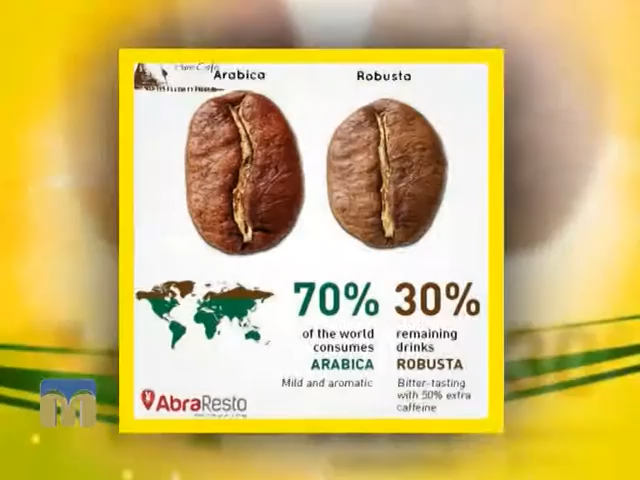 Arabica
Robusta
70%
30%
of the world
consumes
ARABICA
Mild and aromatic
remaining
drinks
ROBUSTA
Bitter-tasting
with 50% extra
caffeine
AbraResto